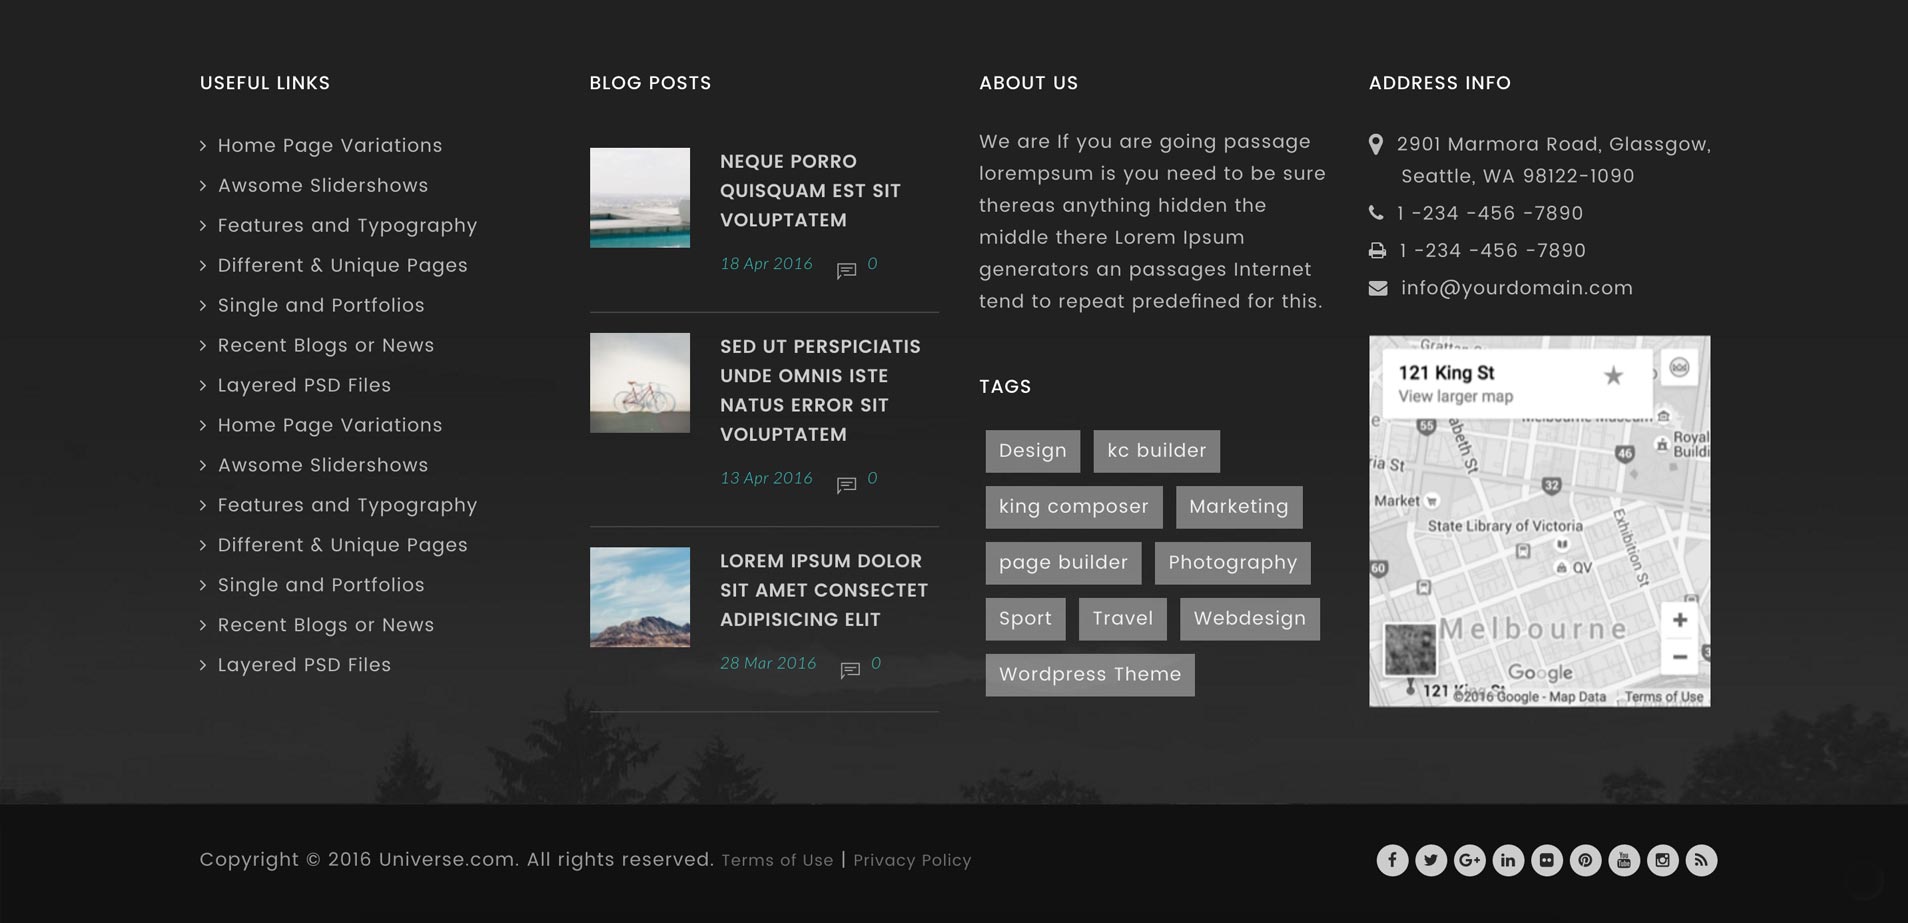 USEFUL LINKS
Home Page Variations
Awsome Slidershows
Features and Typography
Different & Unique Pages
Single and Portfolios
Recent Blogs or News
Layered PSD Files
Home Page Variations
Awsome Slidershows
Features and Typography
Different & Unique Pages
Single and Portfolios
Recent Blogs or News
Layered PSD Files
BLOG POSTS
NEQUE PORRO
QUISQUAM EST SIT
VOLUPTATEM
18 Apr 2016 0
SED UT PERSPICIATIS
UNDE OMNIS ISTE
NATUS ERROR SIT
VOLUPTATEM
13 Apr 2016 0
LOREM IPSUM DOLOR
SIT AMET CONSECTET
ADIPISICING ELIT
28 Mar 2016 0
ABOUT US
We are If you are going passage
lorempsum is you need to be sure
thereas anything hidden the
middle there Lorem Ipsum
generators an passages Internet
tend to repeat predefined for this.
TAGS
Design kc builder
king composer Marketing
page builder Photography
Sport Travel Webdesign
Wordpress Theme
ADDRESS INFO
2901 Marmora Road, Glassgow,
Seattle, WA 98122-1090
1 -234 -456 -7890
1 -234 -456 -7890
info@yourdomain.com
121 King St
View larger map
55
46
Royal
32
Market
State Library of Victoria
Exhibition St
60
QV
Melbourne
Google
121
©2016 Google - Map Data Terms of Use
Copyright © 2016 Universe.com. All rights reserved. Terms of Use | Privacy Policy